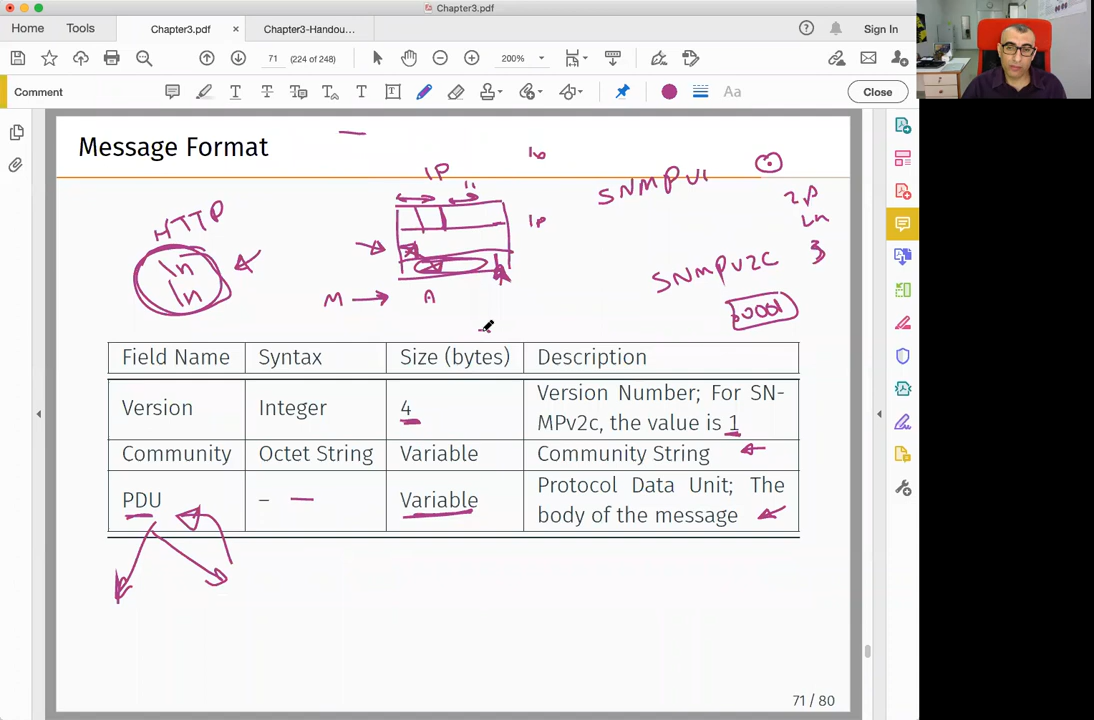 Chapter3.pdf
Home
Tools
Chapter3.pdf
Chapter3-Handou...
Sign In
71
(224 of 248)
200%
Comment
Aa
Close
Message Format
IP
SNMPv1
HTTP
SNMPv2C
M
A
Field Name
Syntax
Size (bytes)
Description
Version
Integer
4
Version Number; For SN-
MPv2c, the value is 1
Community
Octet String
Variable
Community String
PDU
–
Variable
Protocol Data Unit; The
body of the message
71 / 80